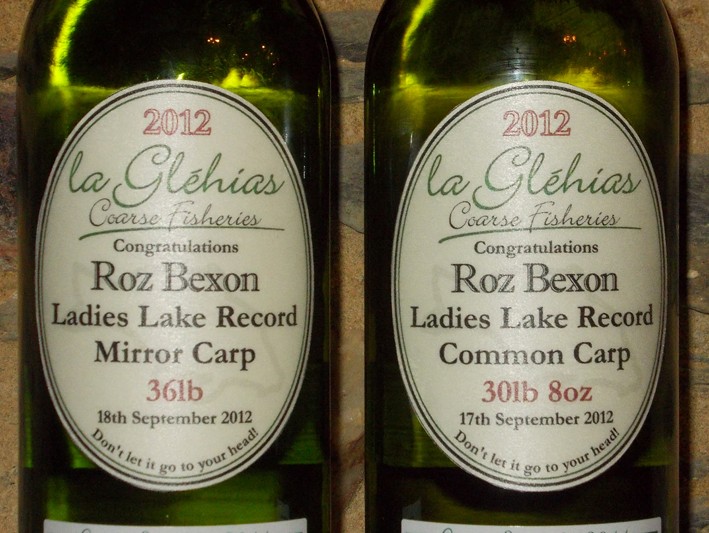 2012
la Gléhias
Coarse Fisheries
Congratulations
Roz Bexon
Ladies Lake Record
Mirror Carp
36lb
18th September 2012
Don't let it go to your head!
2012
la Gléhias
Coarse Fisheries
Congratulations
Roz Bexon
Ladies Lake Record
Common Carp
30lb 8oz
17th September 2012
Don't let it go to your head!